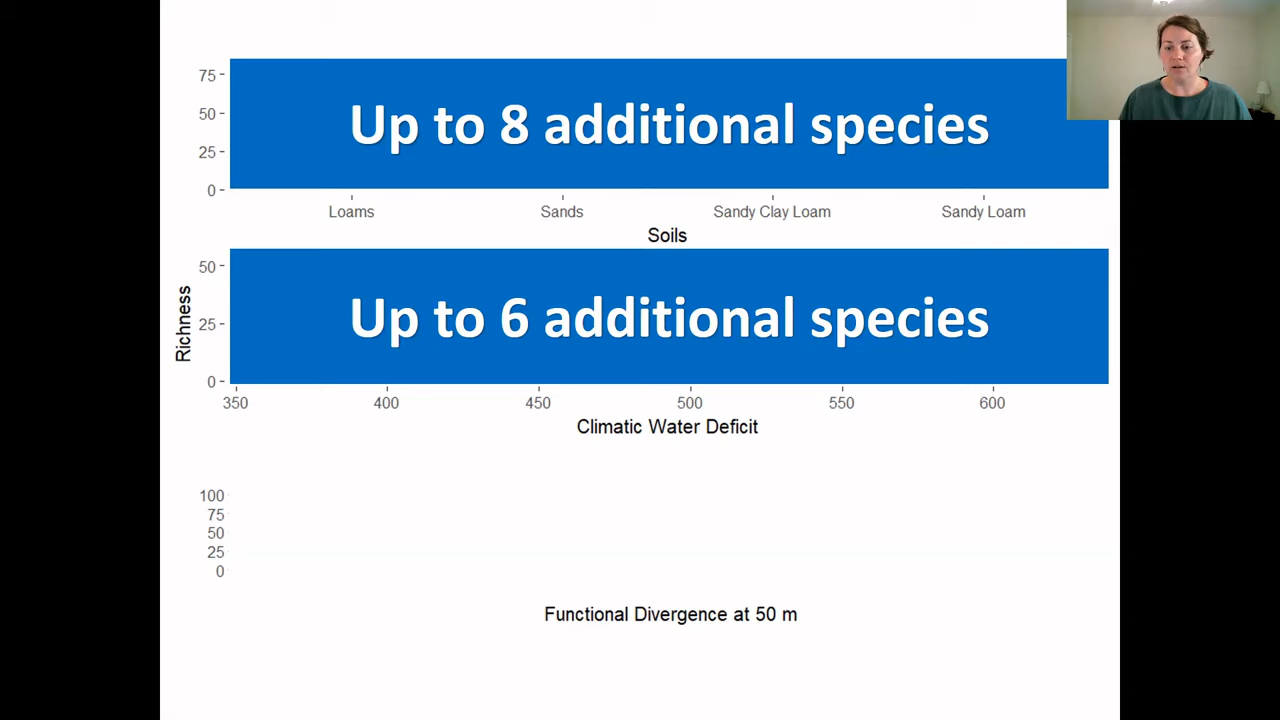 75
Up to 8 additional species
50
25
0
Loams Sands Sandy Clay Loam Sandy Loam
Soils
Richness
50
Up to 6 additional species
25
0
350 400 450 500 550 600
Climatic Water Deficit
100
75
50
25
0
Functional Divergence at 50 m